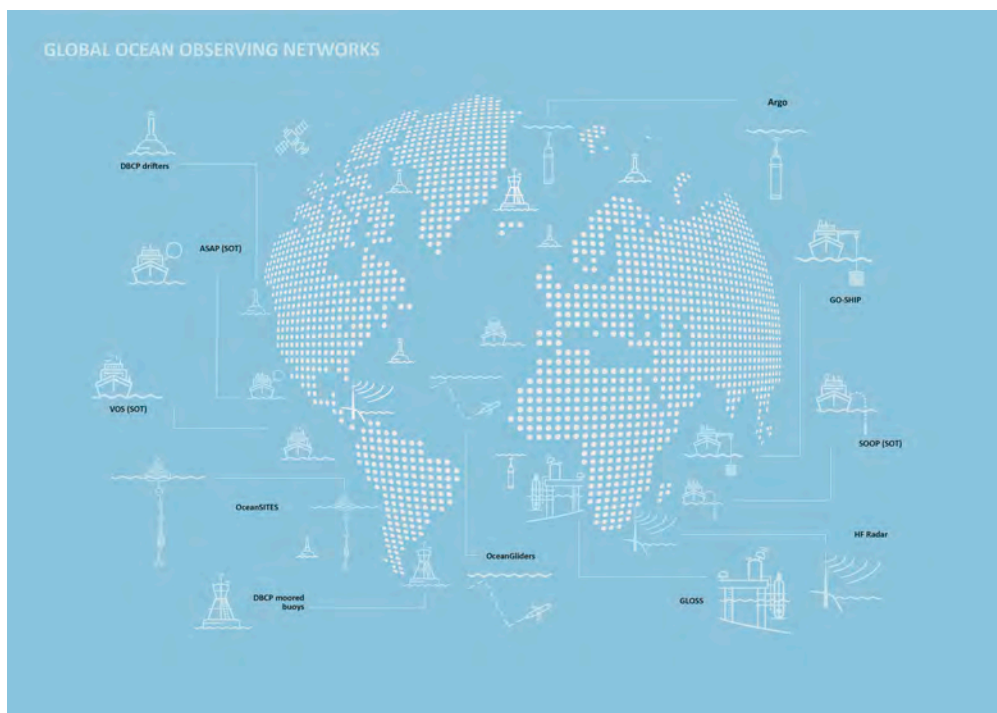 GLOBAL OCEAN OBSERVING NETWORKS
Argo
DBCP drifters
ASAP (SOT)
GO-SHIP
VOS (SOT)
SOOP (SOT)
OceanSITES
HF Radar
OceanGliders
DBCP moored
buoys
GLOSS